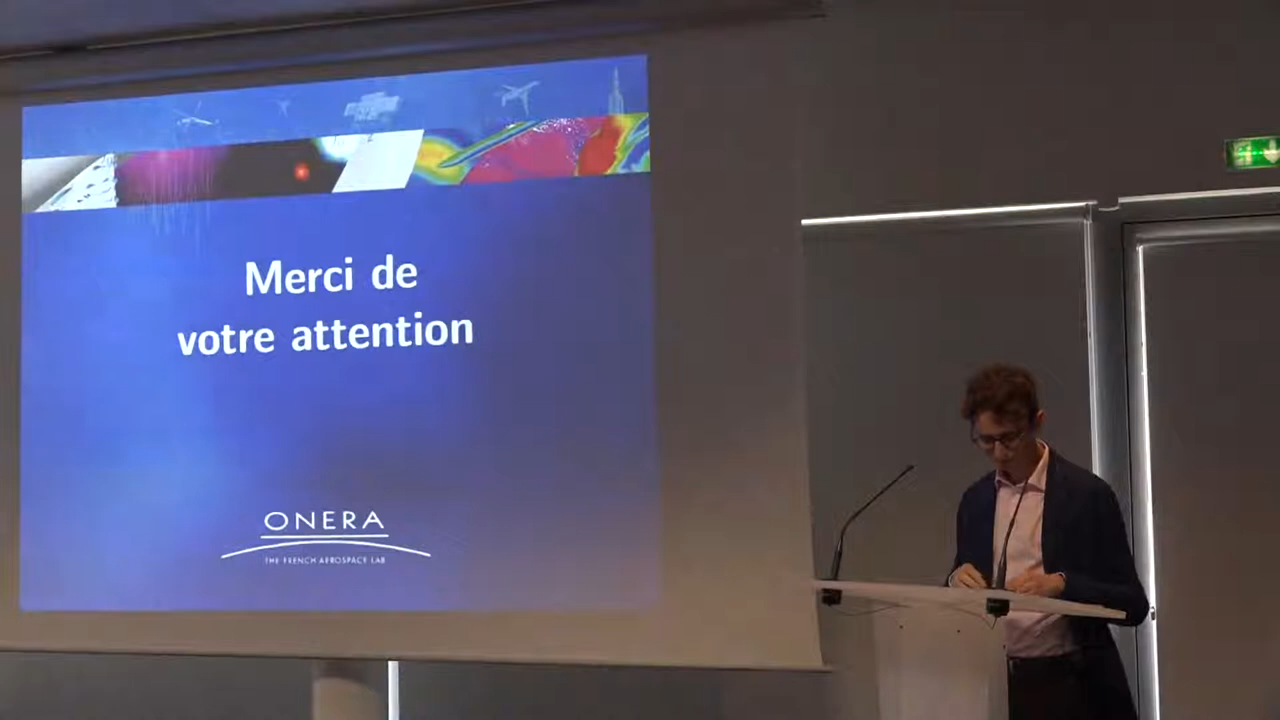 Merci de
votre attention
ONERA
THE FRENCH AEROSPACE LAB